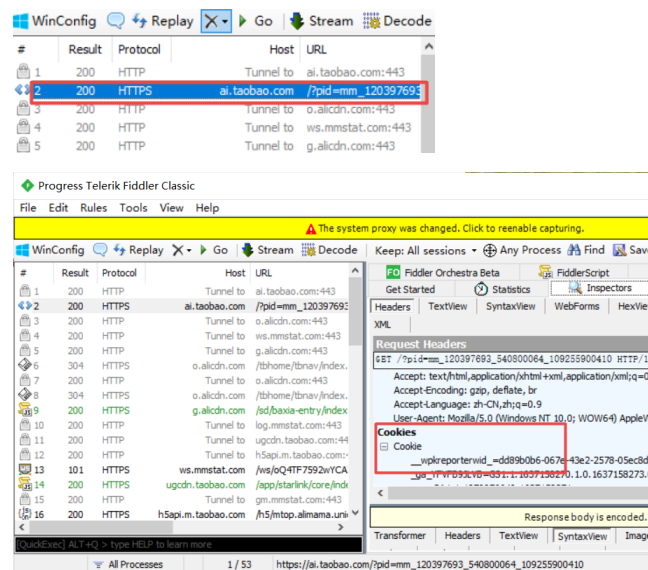 WinConfig Replay Go Stream Decode
# Result Protocol Host URL
1 200 HTTP Tunnel to ai.taobao.com:443
2 200 HTTPS ai.taobao.com /?pid=mm_120397693
3 200 HTTP Tunnel to o.alicdn.com:443
4 200 HTTP Tunnel to ws.mmstat.com:443
5 200 HTTP Tunnel to g.alicdn.com:443
Progress Telerik Fiddler Classic
File Edit Rules Tools View Help
The system proxy was changed. Click to reenable capturing.
WinConfig Replay Go Stream Decode Keep: All sessions Any Process Find Sav
# Result Protocol Host URL
1 200 HTTP Tunnel to ai.taobao.com:443
2 200 HTTPS ai.taobao.com /?pid=mm_120397693
3 200 HTTP Tunnel to o.alicdn.com:443
4 200 HTTP Tunnel to ws.mmstat.com:443
5 200 HTTP Tunnel to g.alicdn.com:443
6 304 HTTPS o.alicdn.com /tbhome/tbnav/index.
7 200 HTTP Tunnel to o.alicdn.com:443
8 304 HTTPS o.alicdn.com /tbhome/tbnav/index.
9 200 HTTPS g.alicdn.com /sd/baxia-entry/index
10 200 HTTP Tunnel to log.mmstat.com:443
11 200 HTTP Tunnel to ugcdn.taobao.com:44
12 200 HTTP Tunnel to h5api.m.taobao.com:
13 101 HTTPS ws.mmstat.com /ws/oQ4TF7592wYCA
14 200 HTTPS ugcdn.taobao.com /app/starlink/core/inde
15 200 HTTP Tunnel to gm.mmstat.com:443
16 200 HTTPS h5api.m.taobao.com /h5/mtop.alimama.uni
FO Fiddler Orchestra Beta FiddlerScript
Get Started Statistics Inspectors
Headers TextView SyntaxView WebForms HexVie
XML
Request Headers
GET /?pid=mm_120397693_540800064_109255900410 HTTP/1
Accept: text/html,application/xhtml+xml,application/xml;q=0
Accept-Encoding: gzip, deflate, br
Accept-Language: zh-CN,zh;q=0.9
User-Agent: Mozilla/5.0 (Windows NT 10.0; WOW64) AppleW
Cookies
Cookie
__wpkreporterwid_=dd89b0b6-067e-43e2-2578-05ec8d
Response body is encoded.
Transformer Headers TextView SyntaxView Imag
[QuickExec] ALT+Q > type HELP to learn more
All Processes 1 / 53 https://ai.taobao.com/?pid=mm_120397693_540800064_109255900410